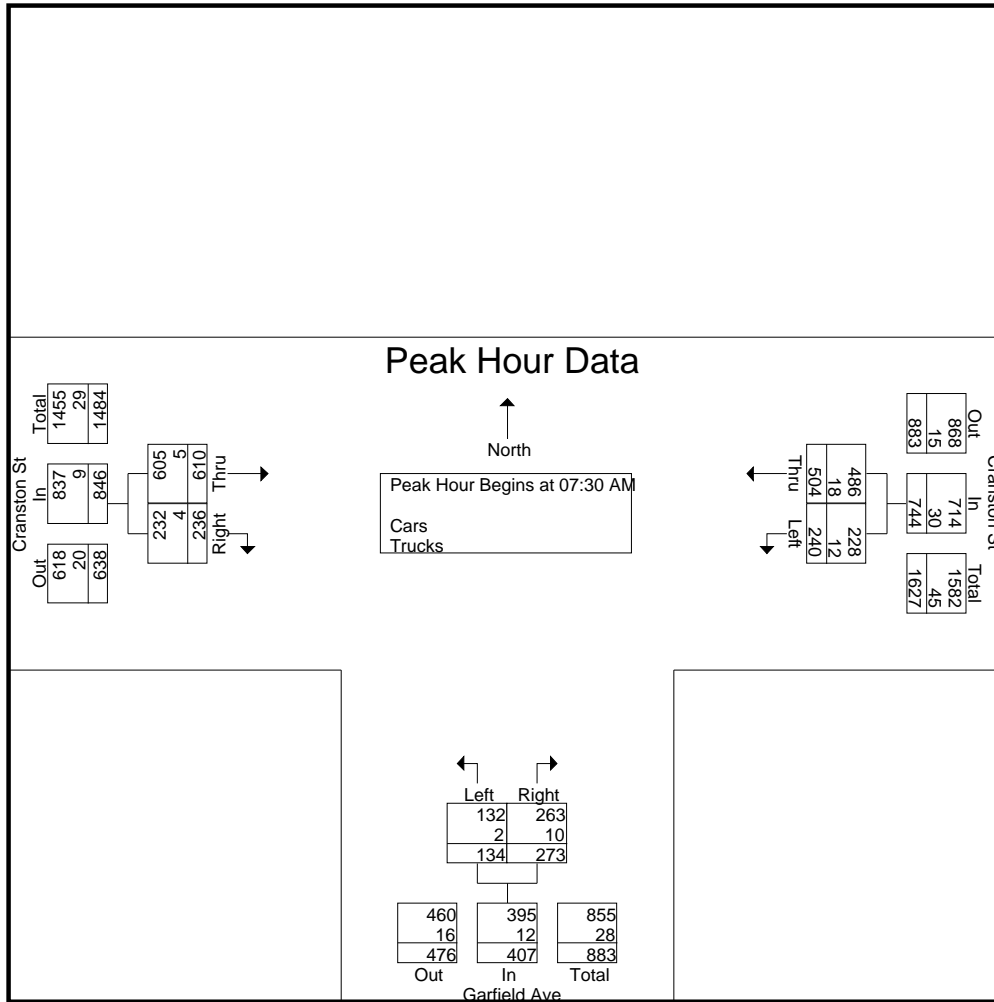 Peak Hour Data
North
Peak Hour Begins at 07:30 AM
Cars
Trucks
Cranston St
Total
1455
29
1484
In
837
9
846
Out
618
20
638
Thru
605
5
610
Right
232
4
236
Thru
486
18
504
Left
228
12
240
Out
868
15
883
In
714
30
744
Total
1582
45
1627
Cranston St
Left Right
132 263
2 10
134 273
460 395 855
16 12 28
476 407 883
Out In Total
Garfield Ave